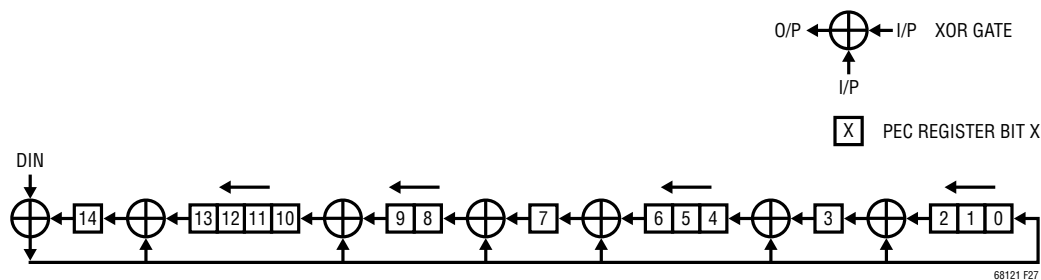 O/P I/P XOR GATE
I/P
X PEC REGISTER BIT X
DIN
14 13 12 11 10 9 8 7 6 5 4 3 2 1 0
68121 F27